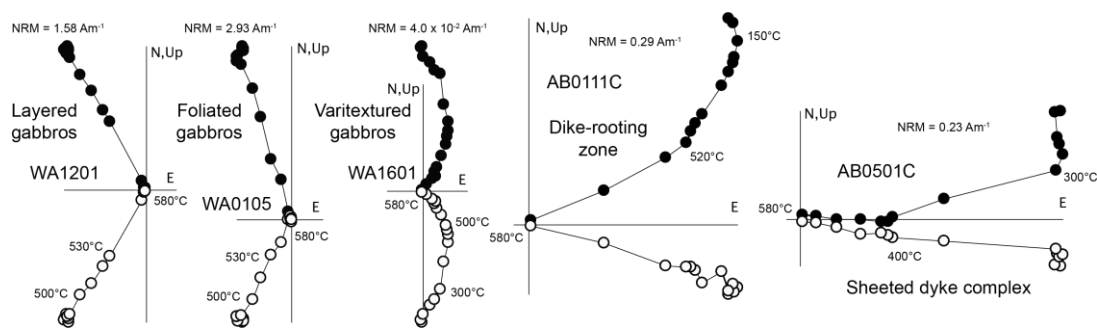 NRM = 1.58 Am⁻¹
N,Up
Layered
gabbros
WA1201
E
580°C
530°C
500°C
NRM = 2.93 Am⁻¹
N,Up
Foliated
gabbros
WA0105
E
580°C
530°C
500°C
NRM = 4.0 x 10⁻² Am⁻¹
N,Up
Varitextured
gabbros
WA1601
E
580°C
500°C
300°C
N,Up
NRM = 0.29 Am⁻¹
150°C
AB0111C
Dike-rooting
zone
520°C
E
580°C
N,Up
NRM = 0.23 Am⁻¹
AB0501C
300°C
580°C
E
400°C
Sheeted dyke complex